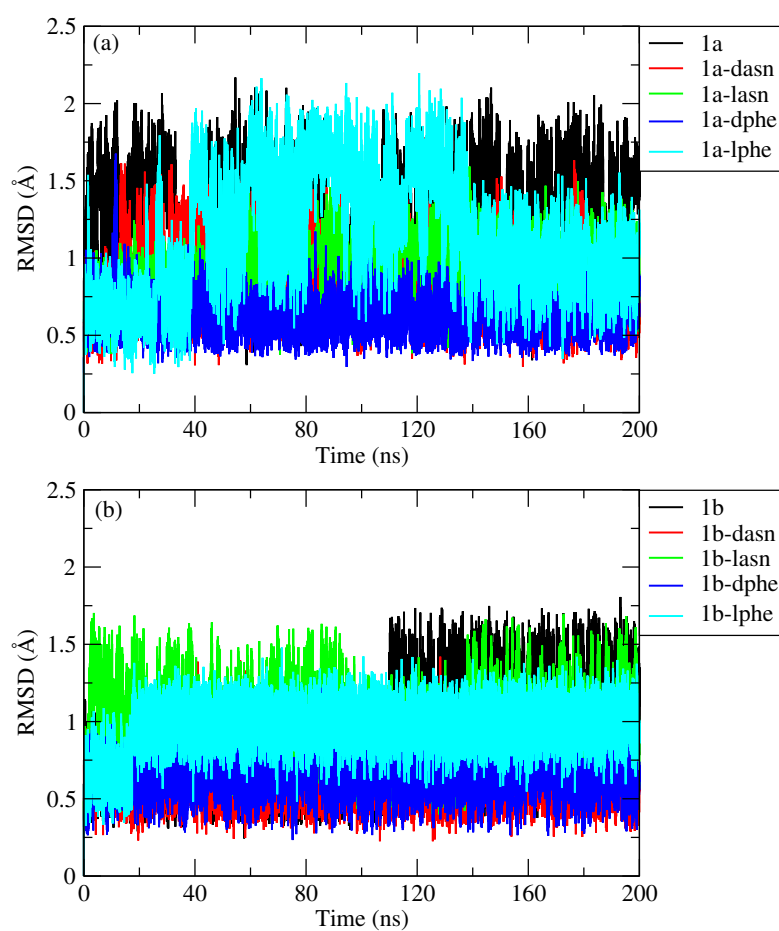 2.5
(a)
1a
1a-dasn
1a-lasn
1a-dphe
1a-lphe
2
1.5
1
0.5
0
RMSD (Å)
0 40 80 120 160 200
Time (ns)
2.5
(b)
1b
1b-dasn
1b-lasn
1b-dphe
1b-lphe
2
1.5
1
0.5
0
RMSD (Å)
0 40 80 120 160 200
Time (ns)